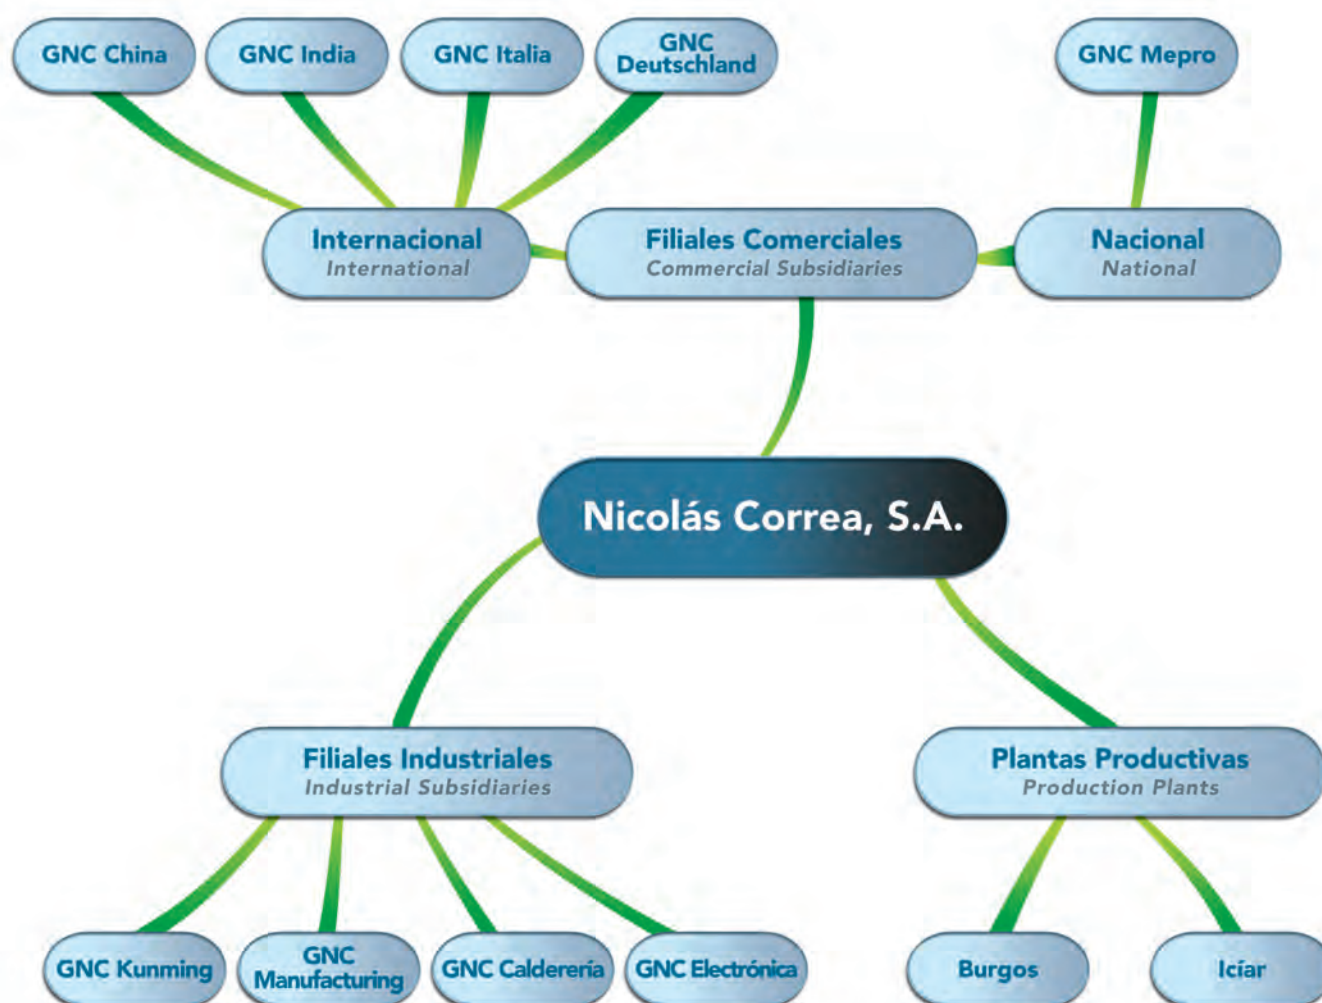 GNC China
GNC India
GNC Italia
GNC
Deutschland
GNC Mepro
Internacional
International
Filiales Comerciales
Commercial Subsidiaries
Nacional
National
Nicolás Correa, S.A.
Filiales Industriales
Industrial Subsidiaries
Plantas Productivas
Production Plants
GNC Kunming
GNC
Manufacturing
GNC Calderería
GNC Electrónica
Burgos
Icíar